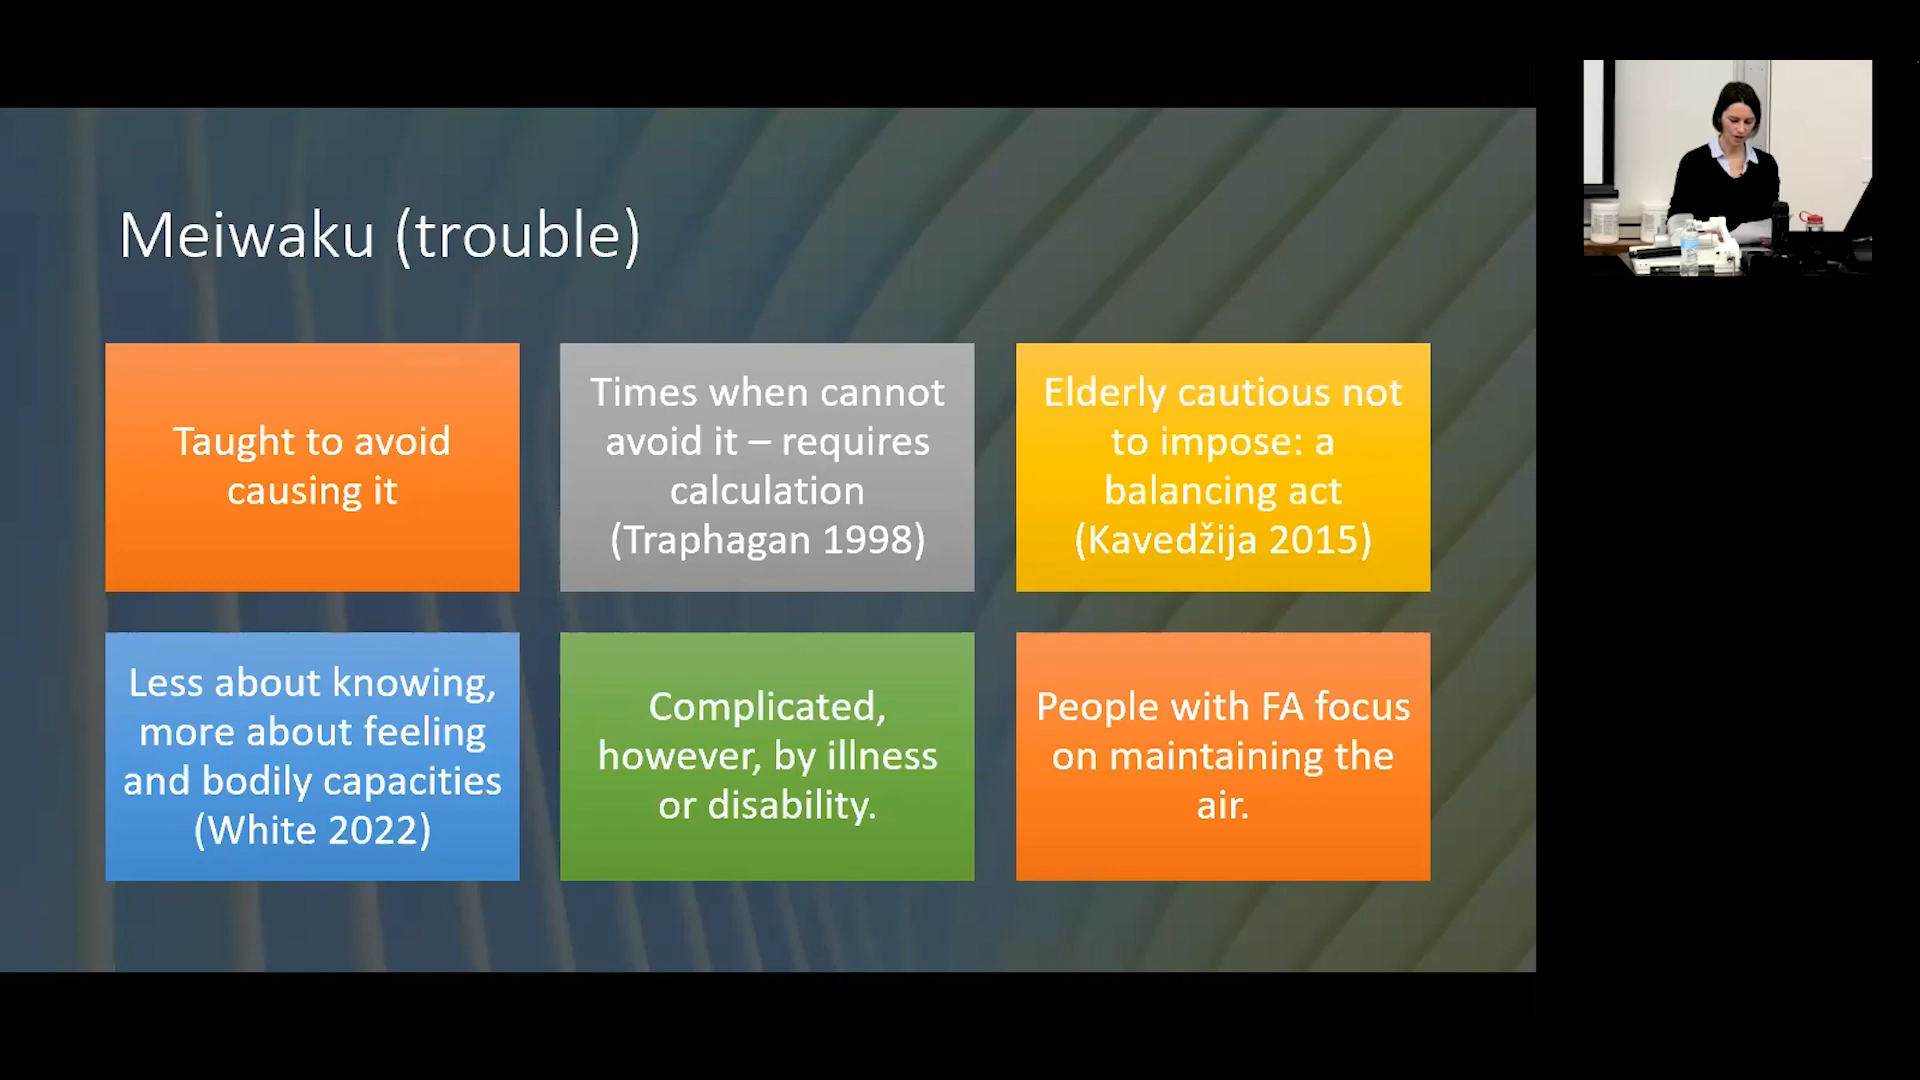 Meiwaku (trouble)
Taught to avoid
causing it
Times when cannot
avoid it – requires
calculation
(Traphagan 1998)
Elderly cautious not
to impose: a
balancing act
(Kavedžija 2015)
Less about knowing,
more about feeling
and bodily capacities
(White 2022)
Complicated,
however, by illness
or disability.
People with FA focus
on maintaining the
air.